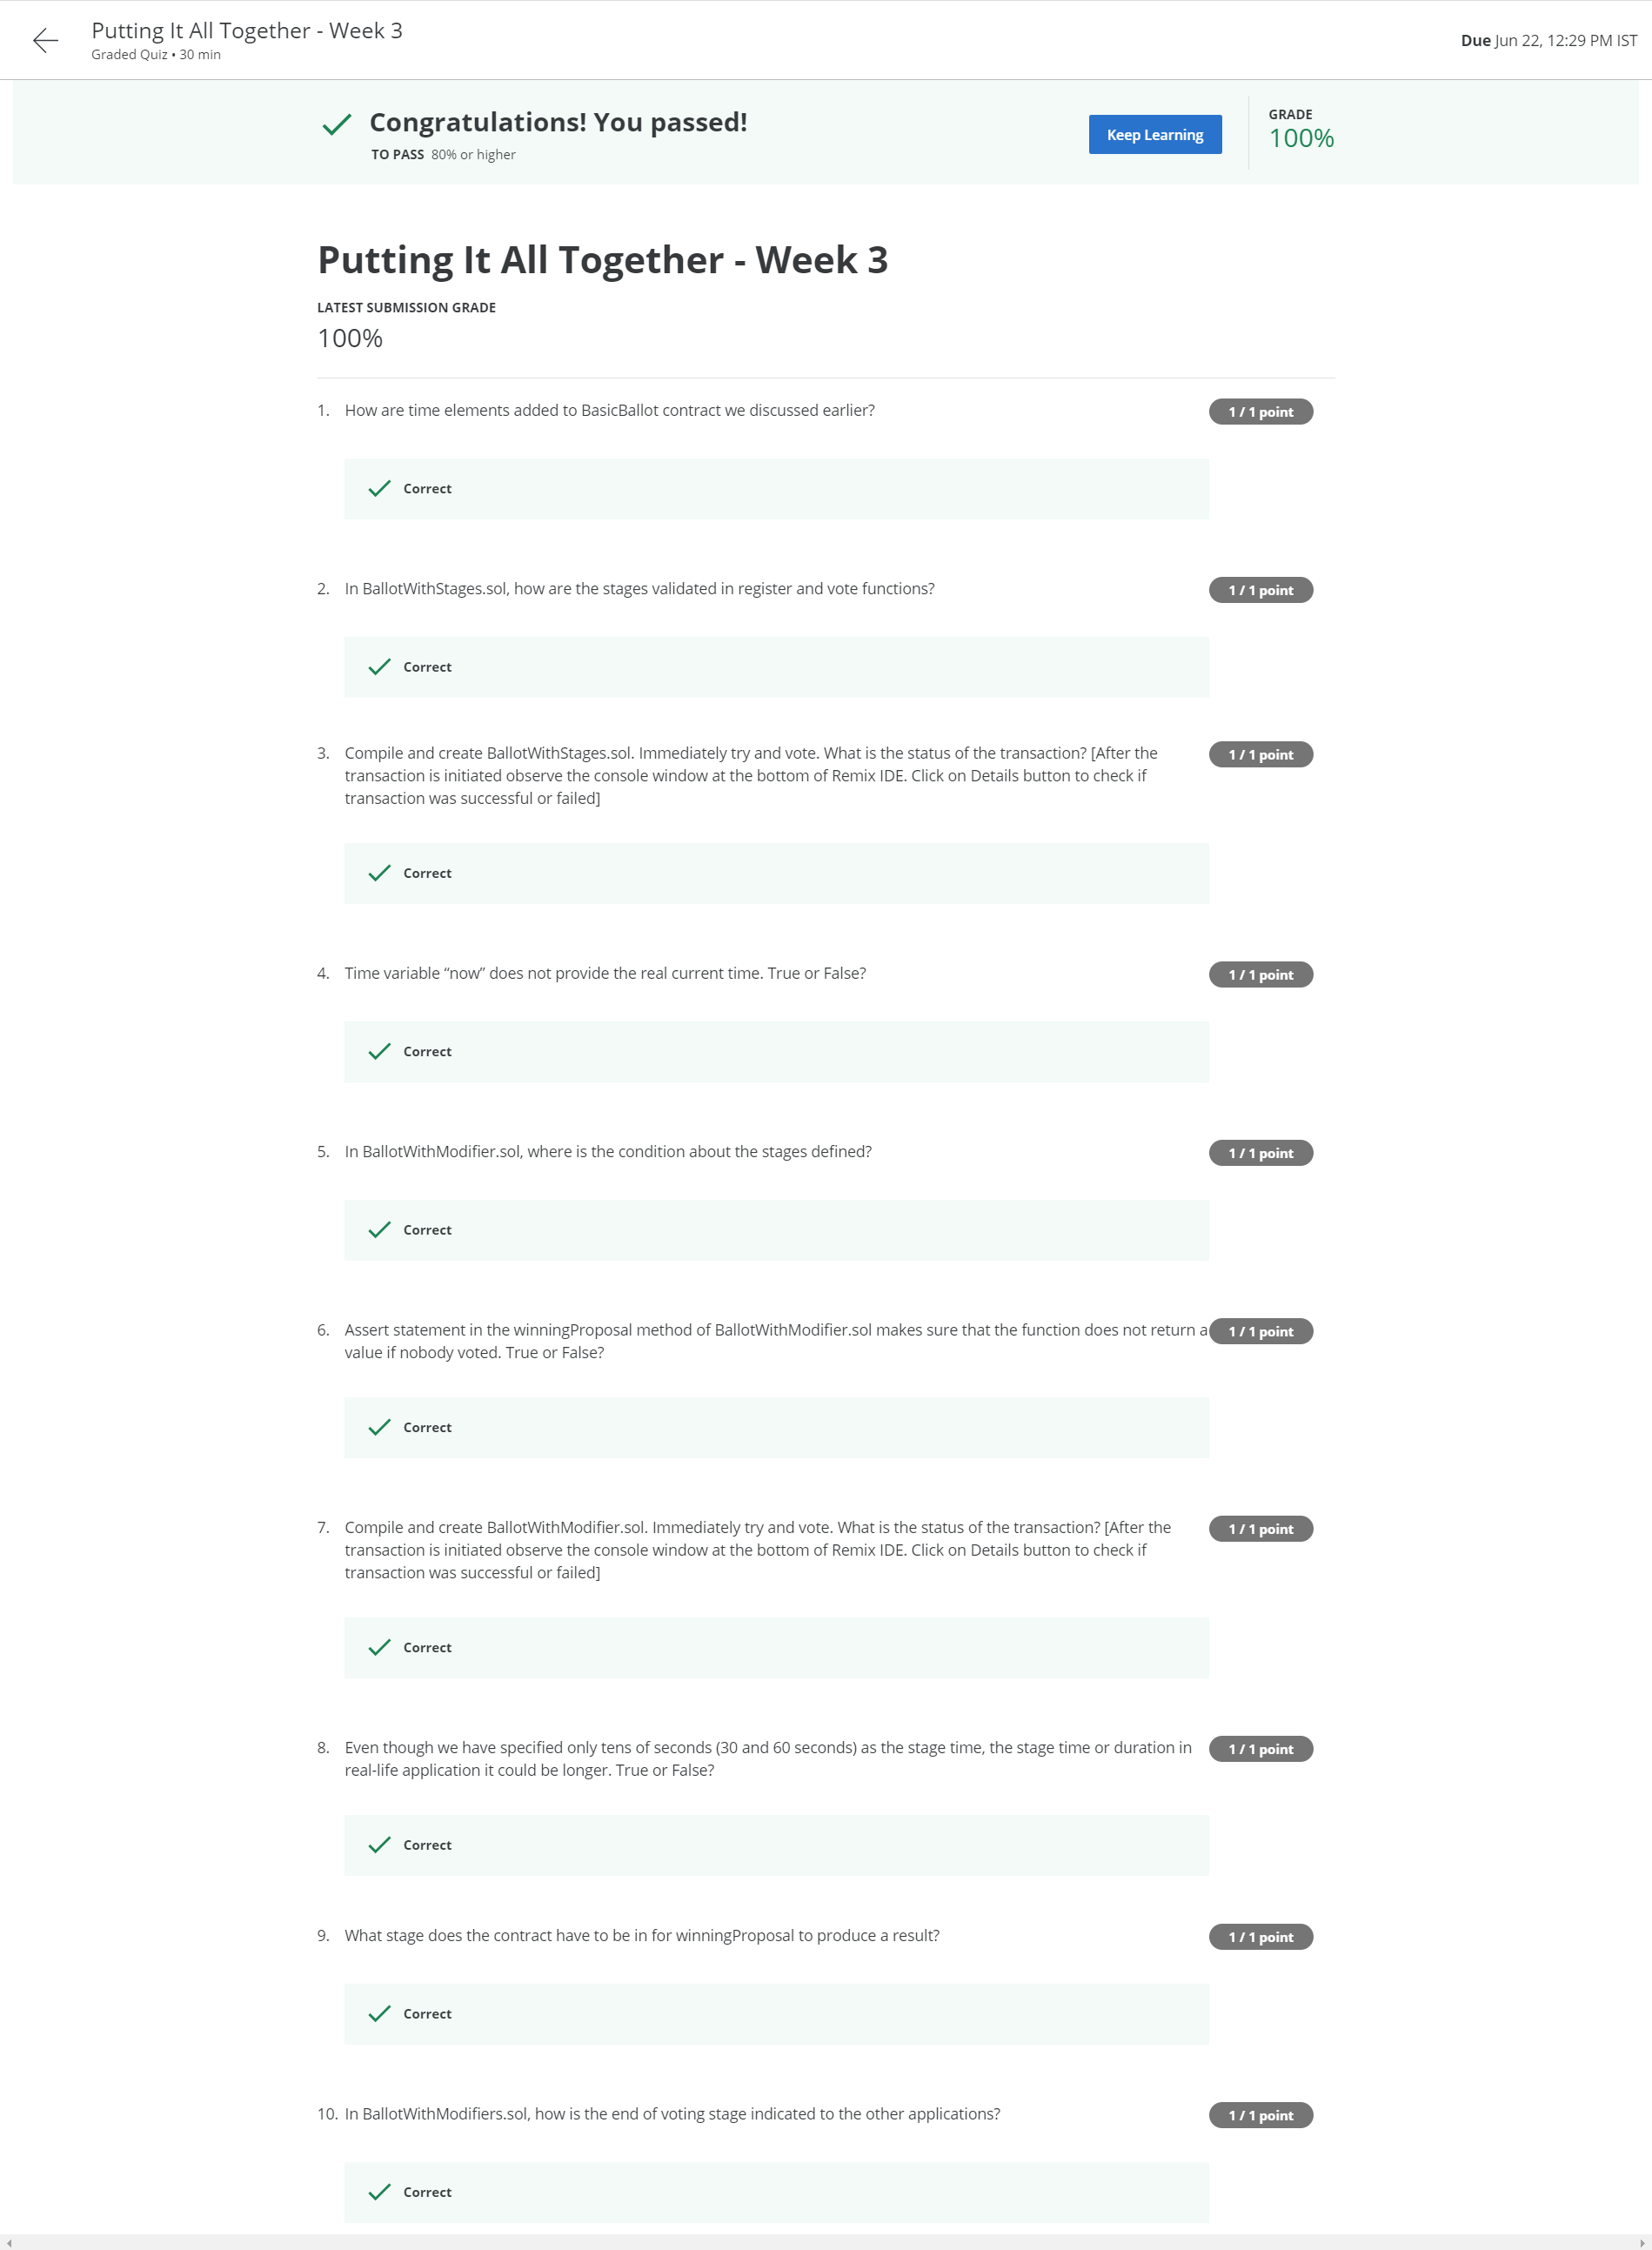 Putting It All Together - Week 3
Graded Quiz • 30 min
Due Jun 22, 12:29 PM IST
Congratulations! You passed!
TO PASS 80% or higher
Keep Learning
GRADE
100%
Putting It All Together - Week 3
LATEST SUBMISSION GRADE
100%
1. How are time elements added to BasicBallot contract we discussed earlier?
1 / 1 point
Correct
2. In BallotWithStages.sol, how are the stages validated in register and vote functions?
1 / 1 point
Correct
3. Compile and create BallotWithStages.sol. Immediately try and vote. What is the status of the transaction? [After the
transaction is initiated observe the console window at the bottom of Remix IDE. Click on Details button to check if
transaction was successful or failed]
1 / 1 point
Correct
4. Time variable “now” does not provide the real current time. True or False?
1 / 1 point
Correct
5. In BallotWithModifier.sol, where is the condition about the stages defined?
1 / 1 point
Correct
6. Assert statement in the winningProposal method of BallotWithModifier.sol makes sure that the function does not return a
value if nobody voted. True or False?
1 / 1 point
Correct
7. Compile and create BallotWithModifier.sol. Immediately try and vote. What is the status of the transaction? [After the
transaction is initiated observe the console window at the bottom of Remix IDE. Click on Details button to check if
transaction was successful or failed]
1 / 1 point
Correct
8. Even though we have specified only tens of seconds (30 and 60 seconds) as the stage time, the stage time or duration in
real-life application it could be longer. True or False?
1 / 1 point
Correct
9. What stage does the contract have to be in for winningProposal to produce a result?
1 / 1 point
Correct
10. In BallotWithModifiers.sol, how is the end of voting stage indicated to the other applications?
1 / 1 point
Correct